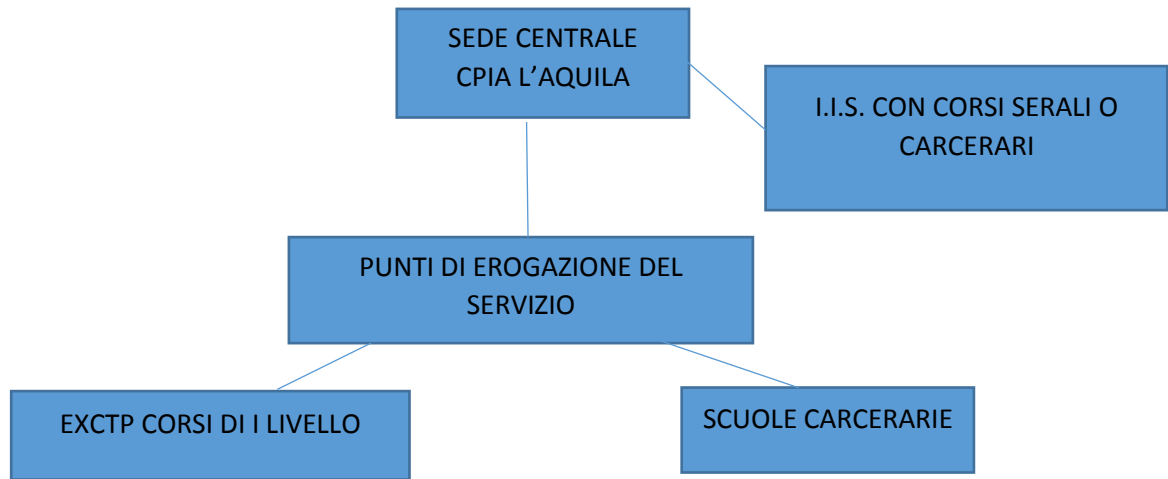 SEDE CENTRALE
CPIA L’AQUILA
I.I.S. CON CORSI SERALI O
CARCERARI
PUNTI DI EROGAZIONE DEL
SERVIZIO
EXCTP CORSI DI I LIVELLO
SCUOLE CARCERARIE